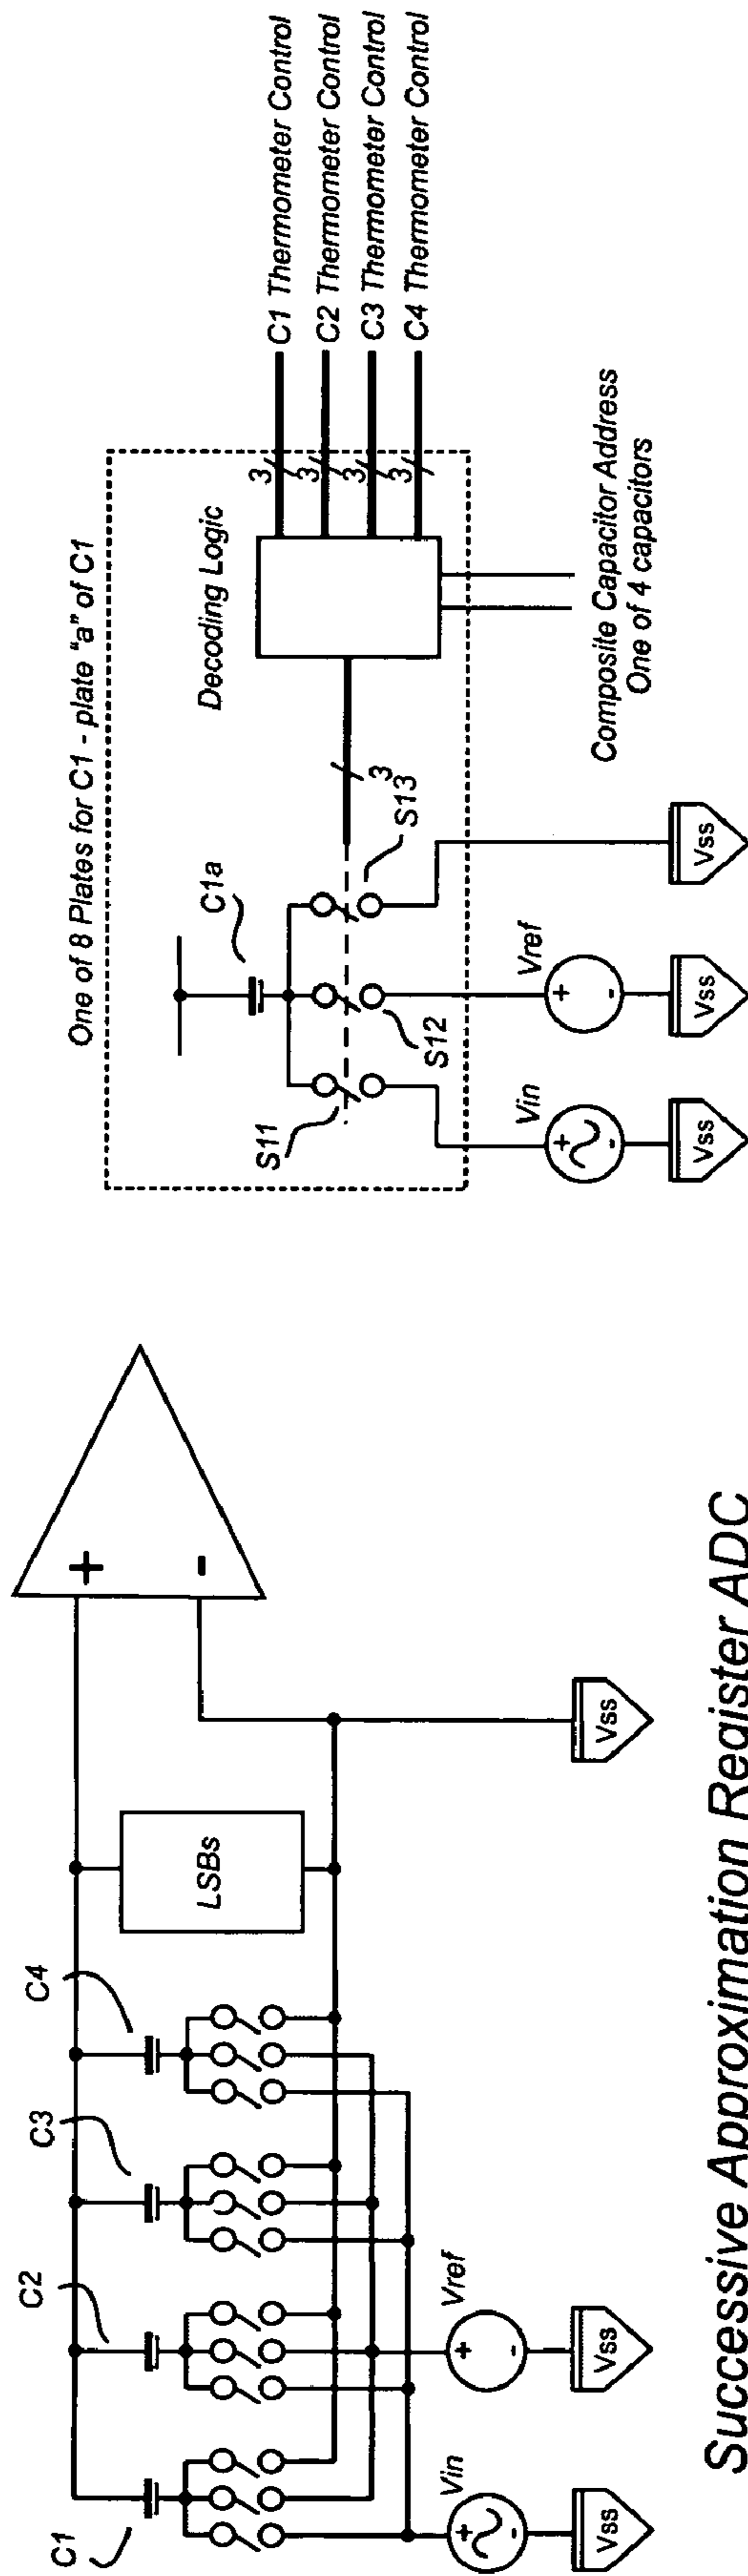 C1
C2
C3
C4
LSBs
+
-
Vin
+
-
Vss
Vref
+
-
Vss
Vss
Successive Approximation Register ADC
One of 8 Plates for C1 - plate "a" of C1
C1a
S11
S12
S13
3
Decoding Logic
3
3
3
3
C1 Thermometer Control
C2 Thermometer Control
C3 Thermometer Control
C4 Thermometer Control
Composite Capacitor Address
One of 4 capacitors
Vin
+
-
Vss
Vref
+
-
Vss
Vss